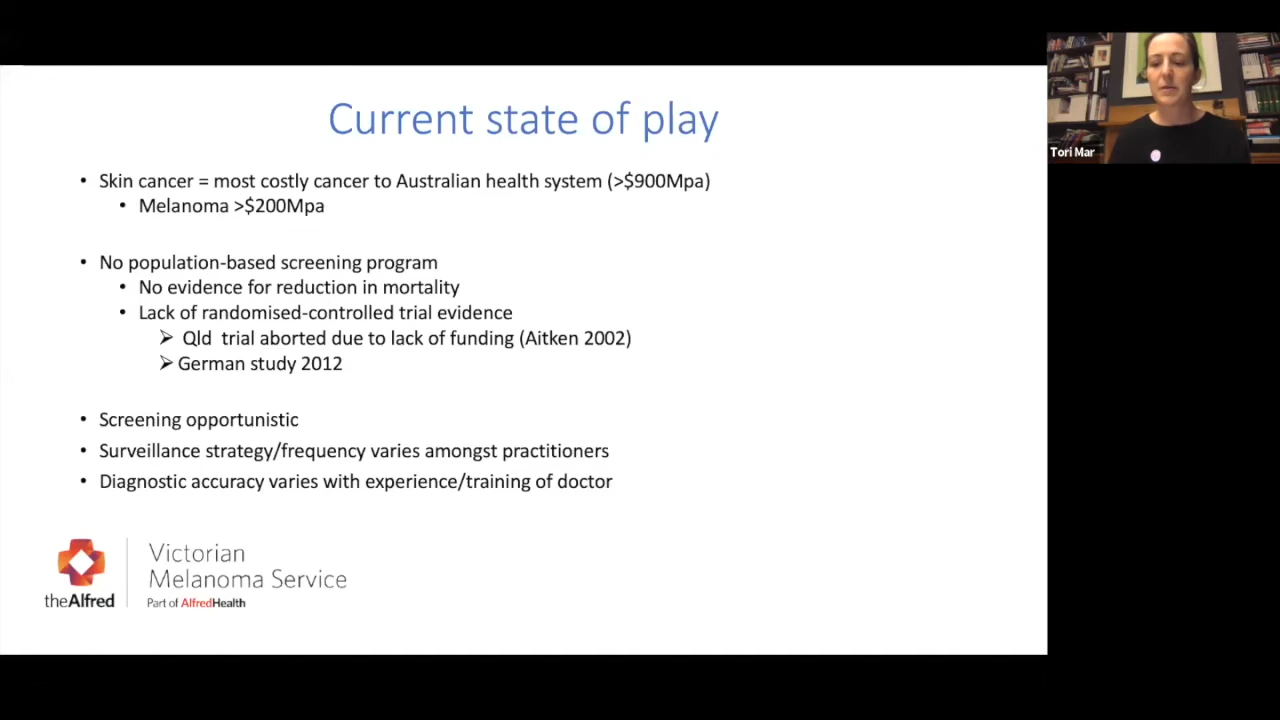 Current state of play
• Skin cancer = most costly cancer to Australian health system (>$900Mpa)
• Melanoma >$200Mpa
• No population-based screening program
• No evidence for reduction in mortality
• Lack of randomised-controlled trial evidence
➢ Qld trial aborted due to lack of funding (Aitken 2002)
➢ German study 2012
• Screening opportunistic
• Surveillance strategy/frequency varies amongst practitioners
• Diagnostic accuracy varies with experience/training of doctor
theAlfred
Victorian
Melanoma Service
Part of AlfredHealth
Tori Mar